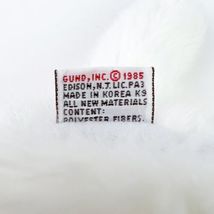 GUND, INC.© 1985
EDISON, N.T. LIC. PA3
MADE IN KOREA K9
ALL NEW MATERIALS
CONTENT:
POLYESTER FIBERS.